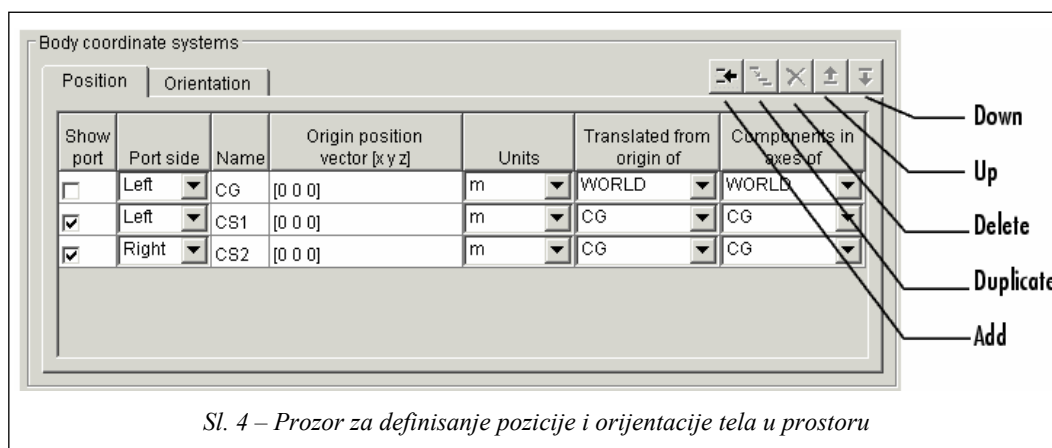 Body coordinate systems
Position Orientation
Show port Port side Name Origin position vector [x y z] Units Translated from origin of Components in axes of
Left CG [0 0 0] m WORLD WORLD
Left CS1 [0 0 0] m CG CG
Right CS2 [0 0 0] m CG CG
Down
Up
Delete
Duplicate
Add
Sl. 4 – Prozor za definisanje pozicije i orijentacije tela u prostoru